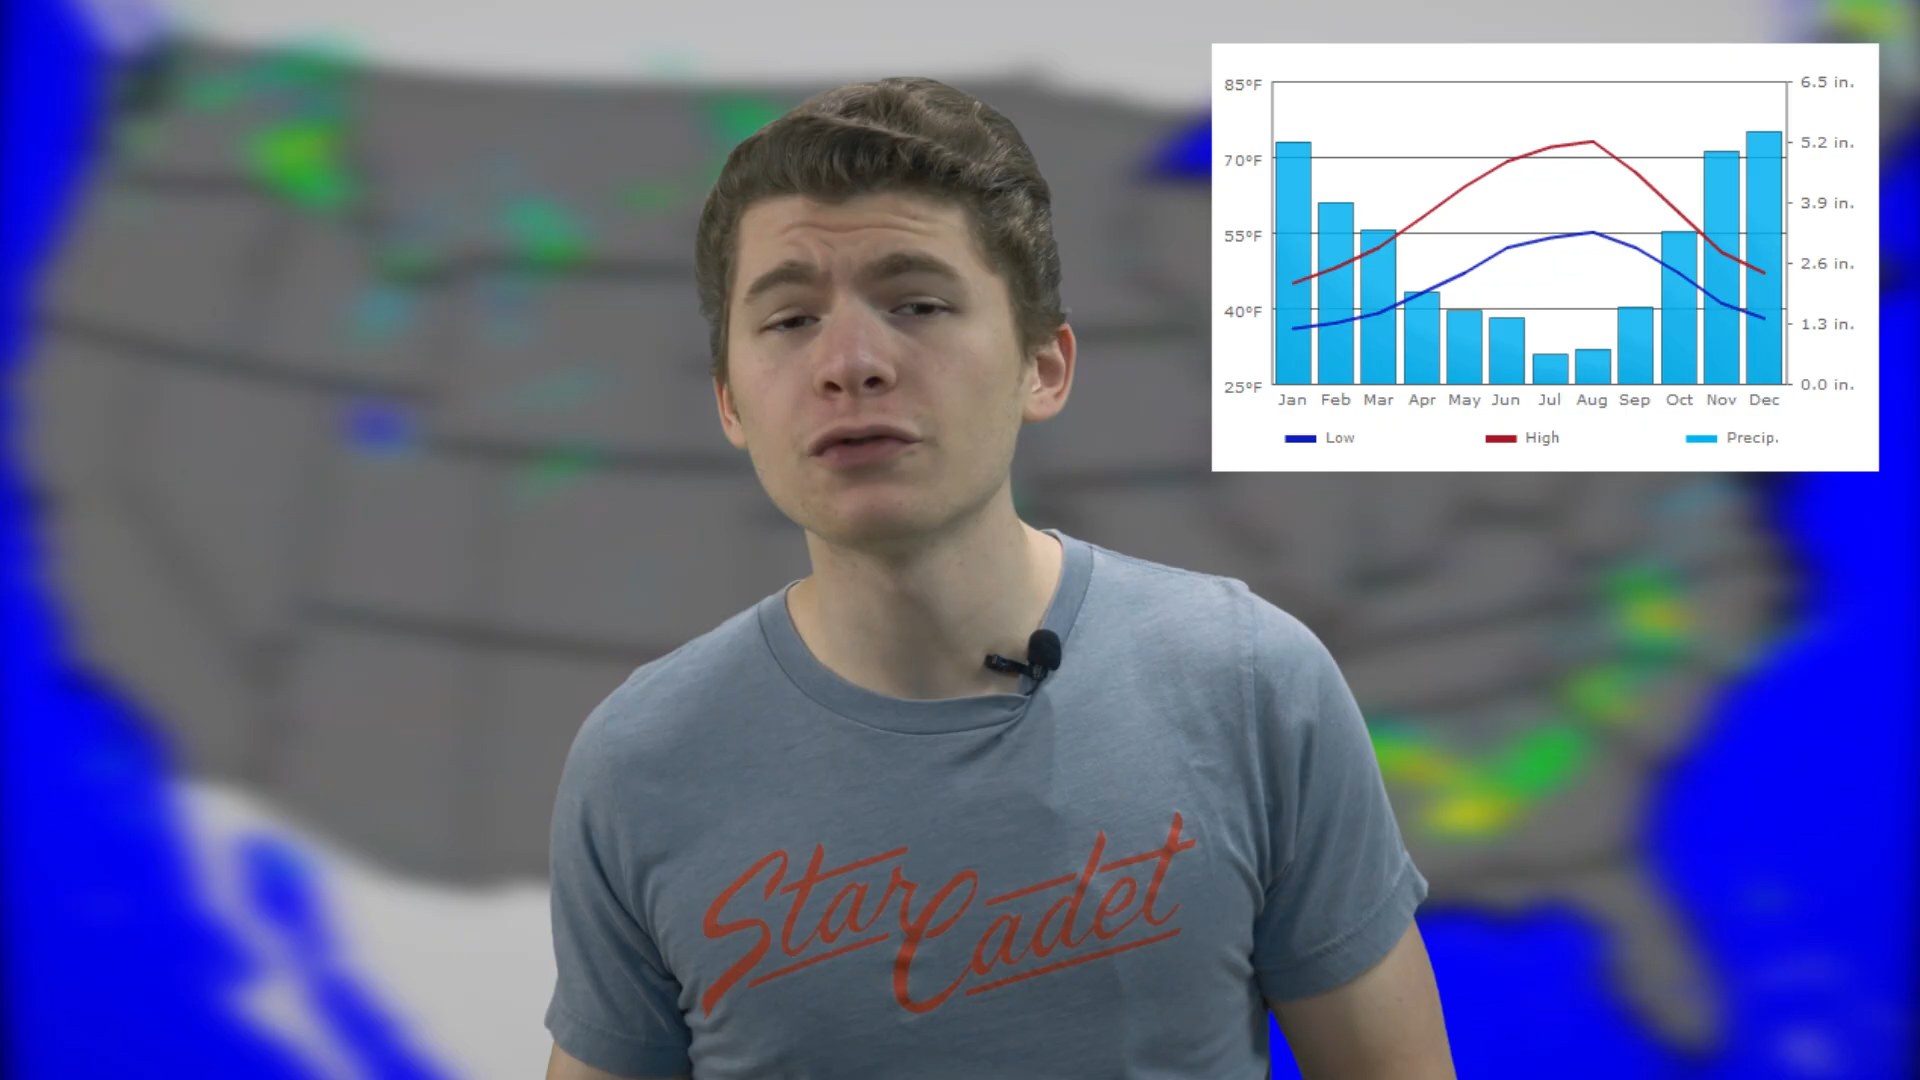 85°F
70°F
55°F
40°F
25°F
6.5 in.
5.2 in.
3.9 in.
2.6 in.
1.3 in.
0.0 in.
Jan Feb Mar Apr May Jun Jul Aug Sep Oct Nov Dec
Low High Precip.
Star Cadet